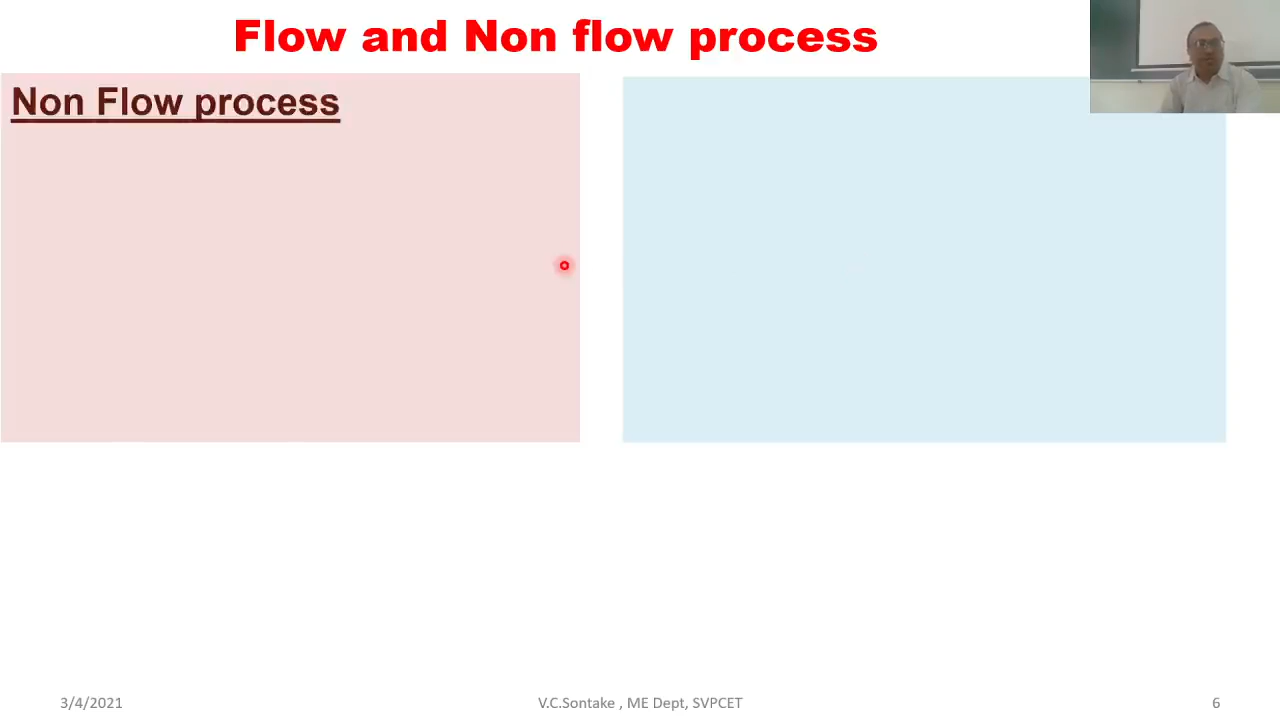 Flow and Non flow process
Non Flow process
3/4/2021
V.C.Sontake , ME Dept, SVPCET
6